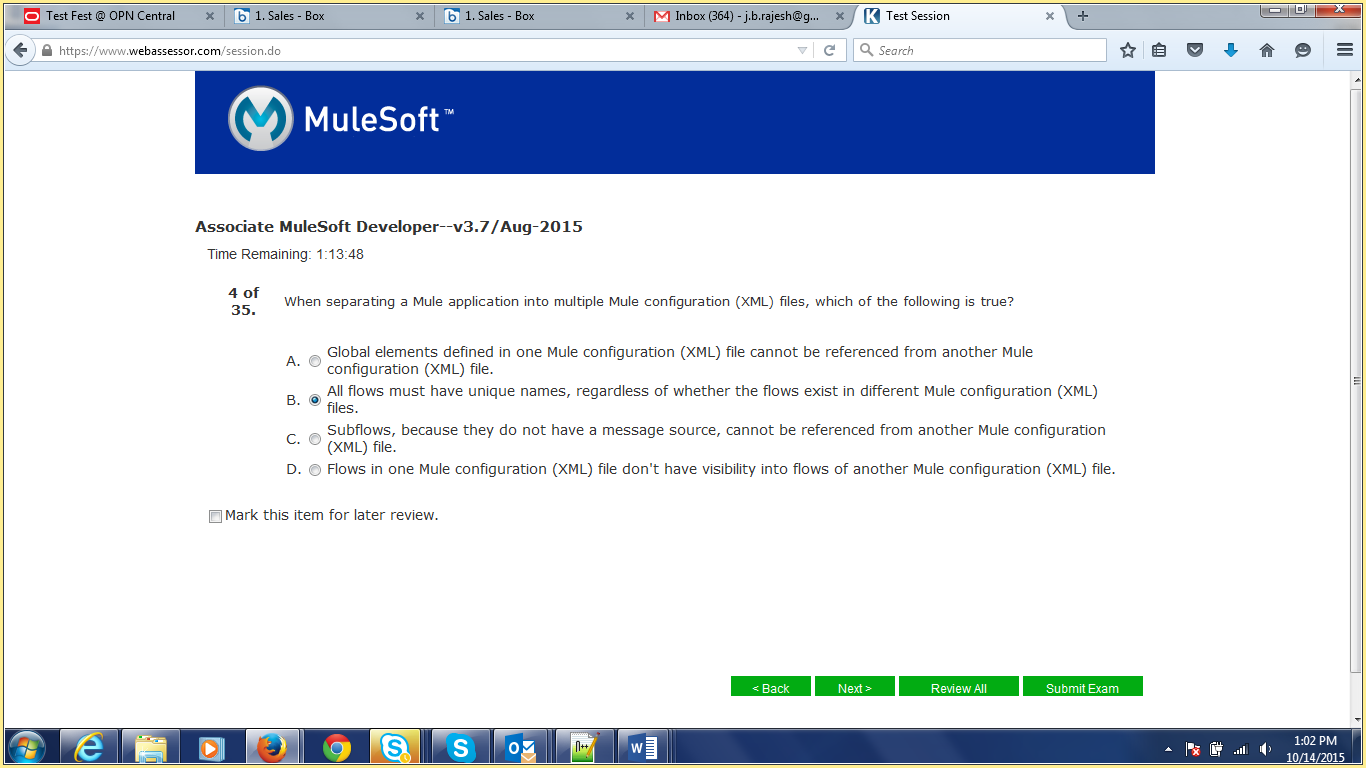 Test Fest @ OPN Central
1. Sales - Box
1. Sales - Box
Inbox (364) - j.b.rajesh@g...
Test Session
https://www.webassessor.com/session.do
Search
MuleSoft™
Associate MuleSoft Developer--v3.7/Aug-2015
Time Remaining: 1:13:48
4 of
35.
When separating a Mule application into multiple Mule configuration (XML) files, which of the following is true?
A. Global elements defined in one Mule configuration (XML) file cannot be referenced from another Mule
configuration (XML) file.
B. All flows must have unique names, regardless of whether the flows exist in different Mule configuration (XML)
files.
C. Subflows, because they do not have a message source, cannot be referenced from another Mule configuration
(XML) file.
D. Flows in one Mule configuration (XML) file don't have visibility into flows of another Mule configuration (XML) file.
Mark this item for later review.
< Back
Next >
Review All
Submit Exam
1:02 PM
10/14/2015